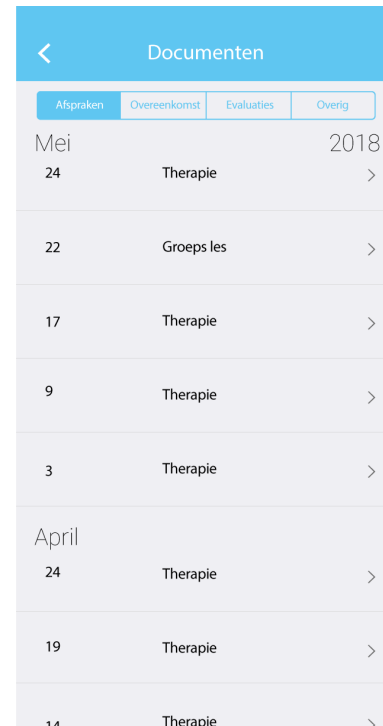 Documenten
Afspraken Overeenkomst Evaluaties Overig
Mei 2018
24 Therapie
22 Groeps les
17 Therapie
9 Therapie
3 Therapie
April
24 Therapie
19 Therapie
14 Therapie